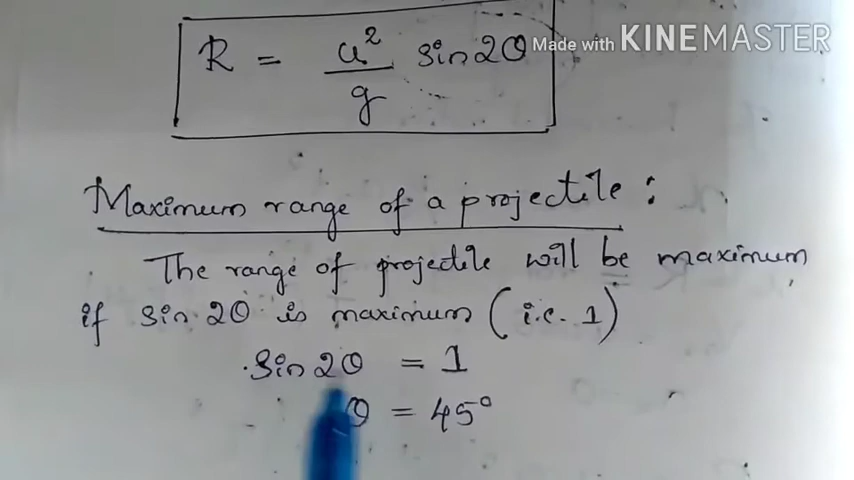 R = u²/g sin2θ
Made with KINEMASTER
Maximum range of a projectile :
The range of projectile will be maximum
if sin 2θ is maximum (i.e. 1)
sin 2θ = 1
θ = 45°